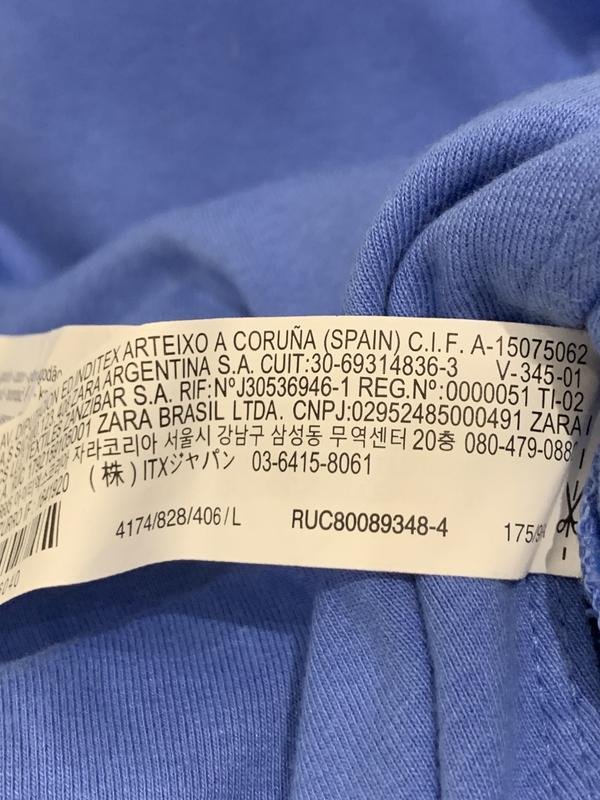 INDITEX ARTEIXO A CORUÑA (SPAIN) C.I.F. A-15075062
ZARA ARGENTINA S.A. CUIT:30-69314836-3 V-345-01
ZANZIBAR S.A. RIF:NºJ30536946-1 REG.Nº:0000051 TI-02
ZARA BRASIL LTDA. CNPJ:02952485000491 ZARA
자라코리아 서울시 강남구 삼성동 무역센터 20층 080-479-088
(株) ITXジャパン 03-6415-8061
4174/828/406/L RUC80089348-4 175/
6040